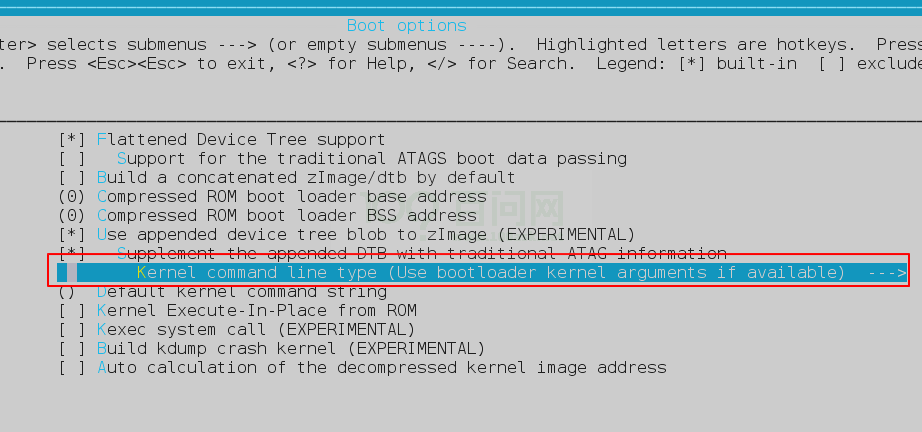 Boot options
ter> selects submenus ---> (or empty submenus ----).  Highlighted letters are hotkeys.  Press
.  Press <Esc><Esc> to exit, <?> for Help, </> for Search.  Legend: [*] built-in  [ ] exclude
[*] Flattened Device Tree support
[ ]   Support for the traditional ATAGS boot data passing
[ ] Build a concatenated zImage/dtb by default
(0) Compressed ROM boot loader base address
(0) Compressed ROM boot loader BSS address
[*] Use appended device tree blob to zImage (EXPERIMENTAL)
[*]   Supplement the appended DTB with traditional ATAG information
Kernel command line type (Use bootloader kernel arguments if available)  --->
() Default kernel command string
[ ] Kernel Execute-In-Place from ROM
[ ] Kexec system call (EXPERIMENTAL)
[ ] Build kdump crash kernel (EXPERIMENTAL)
[ ] Auto calculation of the decompressed kernel image address
百问网